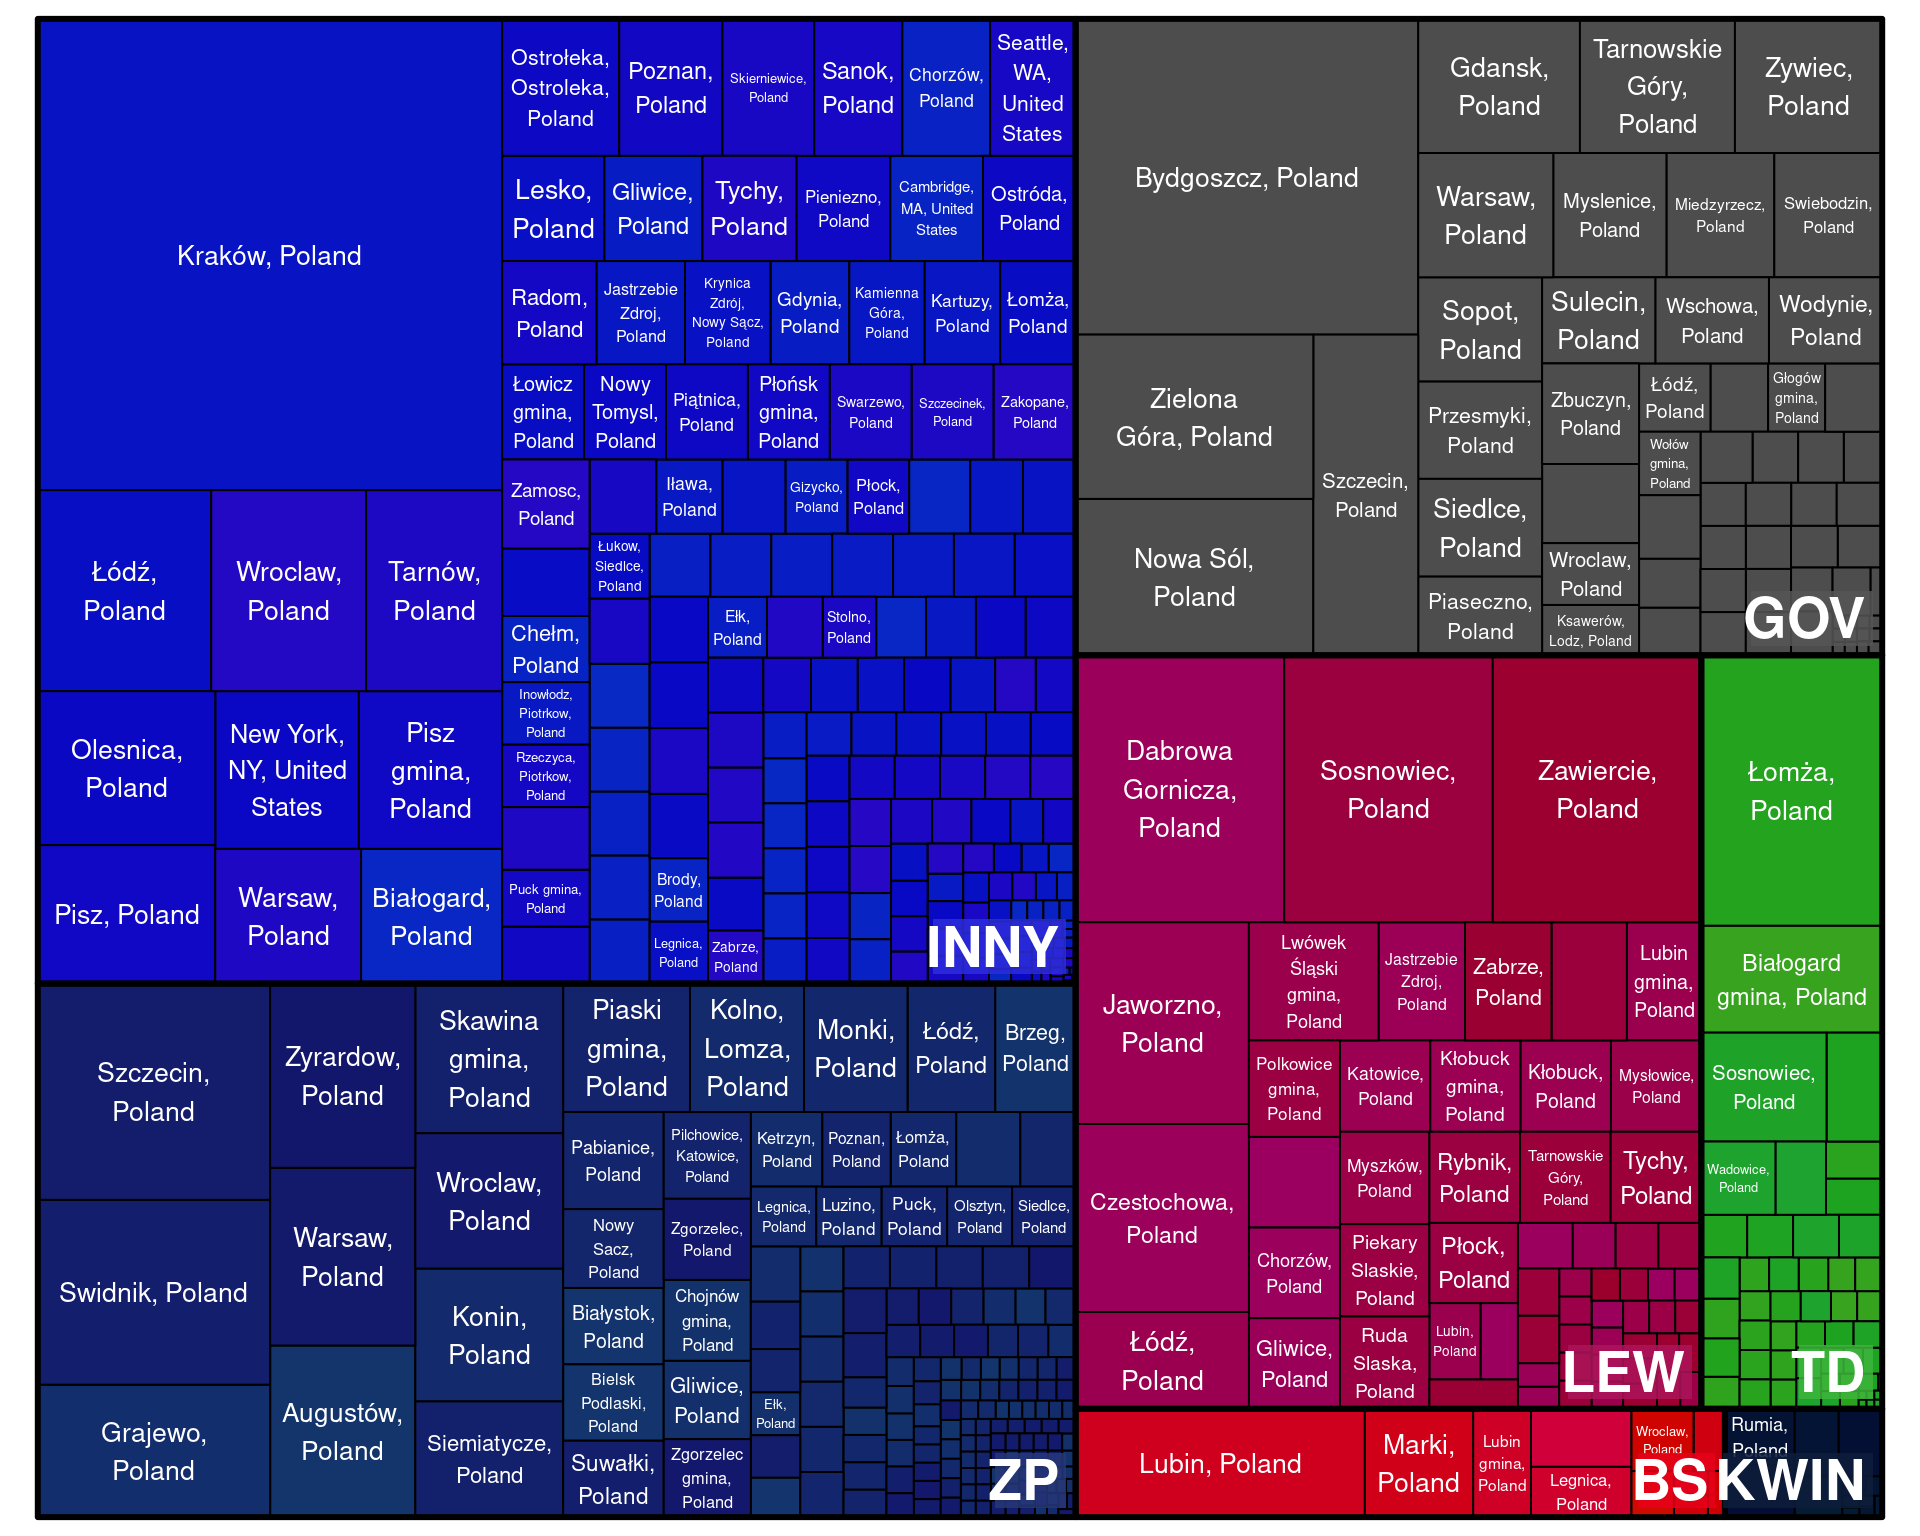 Kraków, Poland
Łódź,
Poland
Wroclaw,
Poland
Tarnów,
Poland
Olesnica,
Poland
New York,
NY, United
States
Pisz
gmina,
Poland
Pisz, Poland
Warsaw,
Poland
Białogard,
Poland
Ostrołeka,
Ostroleka,
Poland
Poznan,
Poland
Skierniewice,
Poland
Sanok,
Poland
Chorzów,
Poland
Seattle,
WA,
United
States
Lesko,
Poland
Gliwice,
Poland
Tychy,
Poland
Pieniezno,
Poland
Cambridge,
MA, United
States
Ostróda,
Poland
Radom,
Poland
Jastrzebie
Zdroj,
Poland
Krynica
Zdrój,
Nowy Sącz,
Poland
Gdynia,
Poland
Kamienna
Góra,
Poland
Kartuzy,
Poland
Łomża,
Poland
Łowicz
gmina,
Poland
Nowy
Tomysl,
Poland
Piątnica,
Poland
Płońsk
gmina,
Poland
Swarzewo,
Poland
Szczecinek,
Poland
Zakopane,
Poland
Zamosc,
Poland
Iława,
Poland
Gizycko,
Poland
Płock,
Poland
Łukow,
Siedlce,
Poland
Chełm,
Poland
Ełk,
Poland
Stolno,
Poland
Inowłodz,
Piotrkow,
Poland
Rzeczyca,
Piotrkow,
Poland
Puck gmina,
Poland
Brody,
Poland
Legnica,
Poland
Zabrze,
Poland
INNY
Bydgoszcz, Poland
Zielona
Góra, Poland
Nowa Sól,
Poland
Szczecin,
Poland
Gdansk,
Poland
Tarnowskie
Góry,
Poland
Zywiec,
Poland
Warsaw,
Poland
Myslenice,
Poland
Miedzyrzecz,
Poland
Swiebodzin,
Poland
Sopot,
Poland
Sulecin,
Poland
Wschowa,
Poland
Wodynie,
Poland
Przesmyki,
Poland
Zbuczyn,
Poland
Łódź,
Poland
Głogów
gmina,
Poland
Wołów
gmina,
Poland
Siedlce,
Poland
Wroclaw,
Poland
Piaseczno,
Poland
Ksawerów,
Lodz, Poland
GOV
Szczecin,
Poland
Swidnik, Poland
Grajewo,
Poland
Zyrardow,
Poland
Warsaw,
Poland
Augustów,
Poland
Skawina
gmina,
Poland
Wroclaw,
Poland
Konin,
Poland
Siemiatycze,
Poland
Piaski
gmina,
Poland
Kolno,
Lomza,
Poland
Monki,
Poland
Łódź,
Poland
Brzeg,
Poland
Pabianice,
Poland
Pilchowice,
Katowice,
Poland
Ketrzyn,
Poland
Poznan,
Poland
Łomża,
Poland
Nowy
Sacz,
Poland
Zgorzelec,
Poland
Legnica,
Poland
Luzino,
Poland
Puck,
Poland
Olsztyn,
Poland
Siedlce,
Poland
Białystok,
Poland
Chojnów
gmina,
Poland
Bielsk
Podlaski,
Poland
Gliwice,
Poland
Ełk,
Poland
Suwałki,
Poland
Zgorzelec
gmina,
Poland
ZP
Dabrowa
Gornicza,
Poland
Sosnowiec,
Poland
Zawiercie,
Poland
Jaworzno,
Poland
Czestochowa,
Poland
Łódź,
Poland
Lwówek
Śląski
gmina,
Poland
Jastrzebie
Zdroj,
Poland
Zabrze,
Poland
Lubin
gmina,
Poland
Polkowice
gmina,
Poland
Katowice,
Poland
Kłobuck
gmina,
Poland
Kłobuck,
Poland
Mysłowice,
Poland
Myszków,
Poland
Rybnik,
Poland
Tarnowskie
Góry,
Poland
Tychy,
Poland
Chorzów,
Poland
Piekary
Slaskie,
Poland
Płock,
Poland
Gliwice,
Poland
Ruda
Slaska,
Poland
Lubin,
Poland
LEW
Łomża,
Poland
Białogard
gmina, Poland
Sosnowiec,
Poland
Wadowice,
Poland
TD
Lubin, Poland
Marki,
Poland
Lubin
gmina,
Poland
Legnica,
Poland
Wroclaw,
Poland
BS
Rumia,
Poland
KWIN